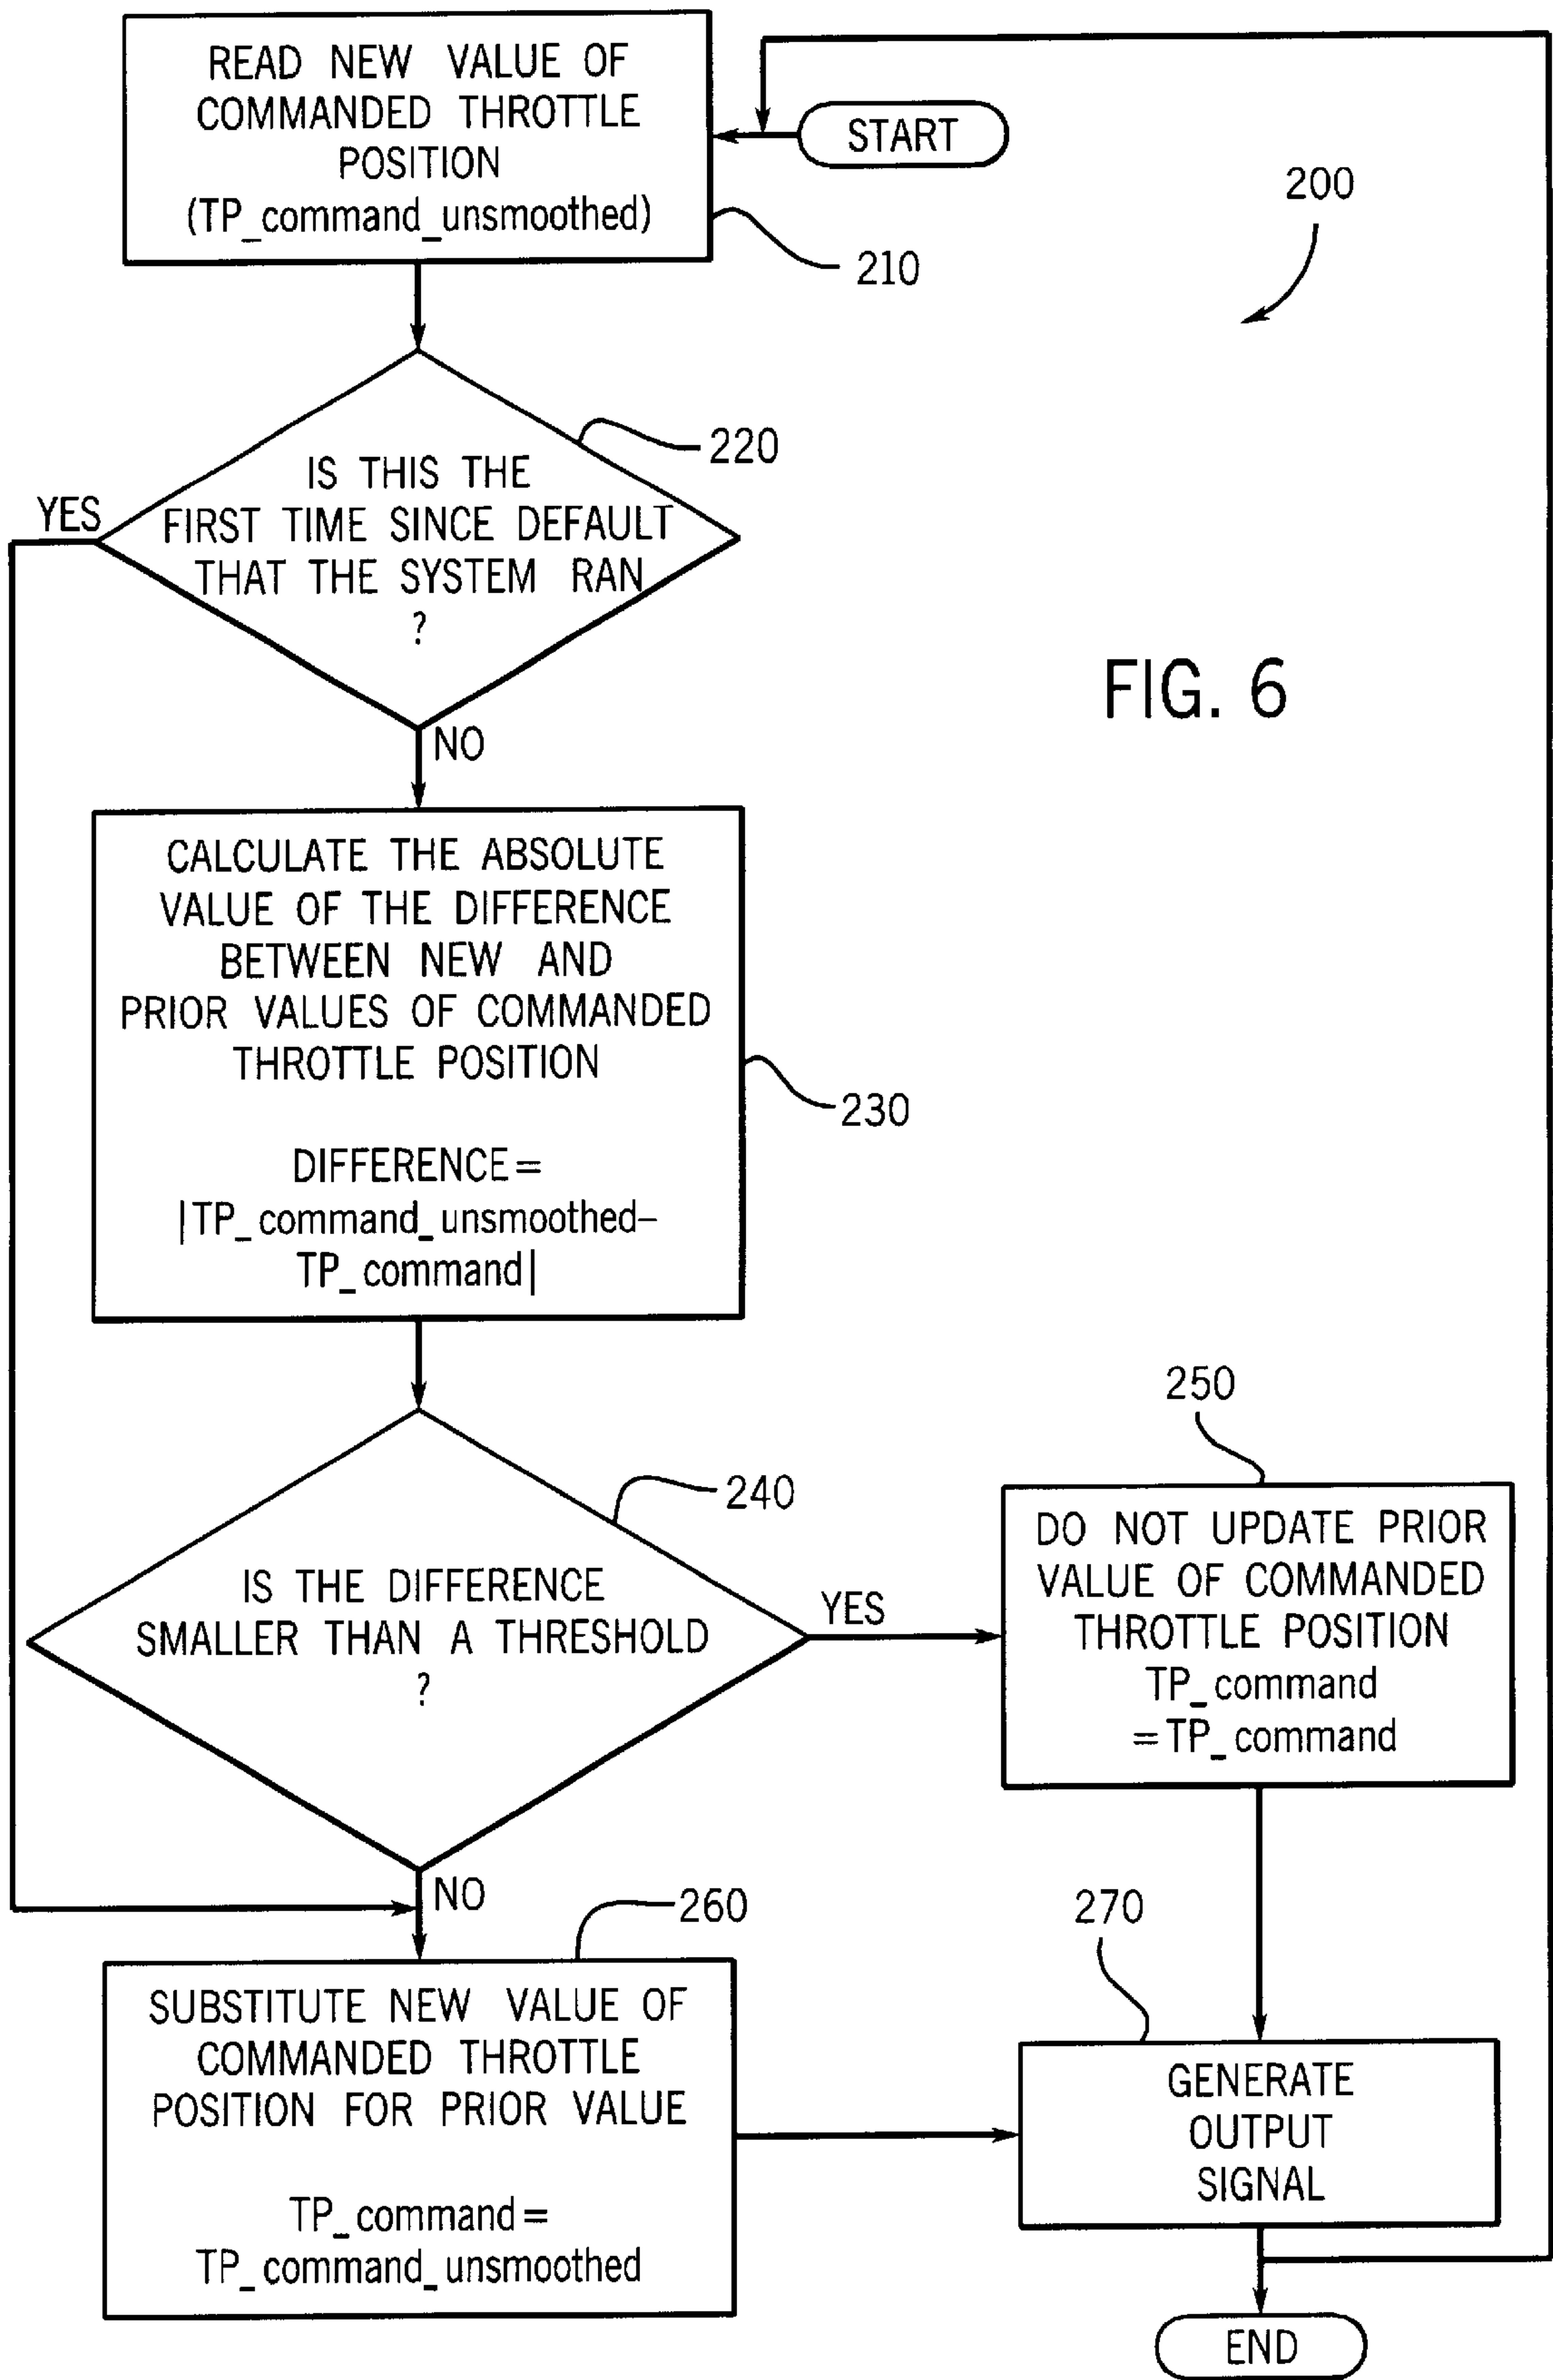 READ NEW VALUE OF
COMMANDED THROTTLE
POSITION
(TP_command_unsmoothed)
START
200
210
220
IS THIS THE
FIRST TIME SINCE DEFAULT
THAT THE SYSTEM RAN
?
YES
NO
FIG. 6
CALCULATE THE ABSOLUTE
VALUE OF THE DIFFERENCE
BETWEEN NEW AND
PRIOR VALUES OF COMMANDED
THROTTLE POSITION
DIFFERENCE=
|TP_command_unsmoothed–
TP_command|
230
240
IS THE DIFFERENCE
SMALLER THAN A THRESHOLD
?
YES
NO
250
DO NOT UPDATE PRIOR
VALUE OF COMMANDED
THROTTLE POSITION
TP_command
=TP_command
260
SUBSTITUTE NEW VALUE OF
COMMANDED THROTTLE
POSITION FOR PRIOR VALUE
TP_command=
TP_command_unsmoothed
270
GENERATE
OUTPUT
SIGNAL
END